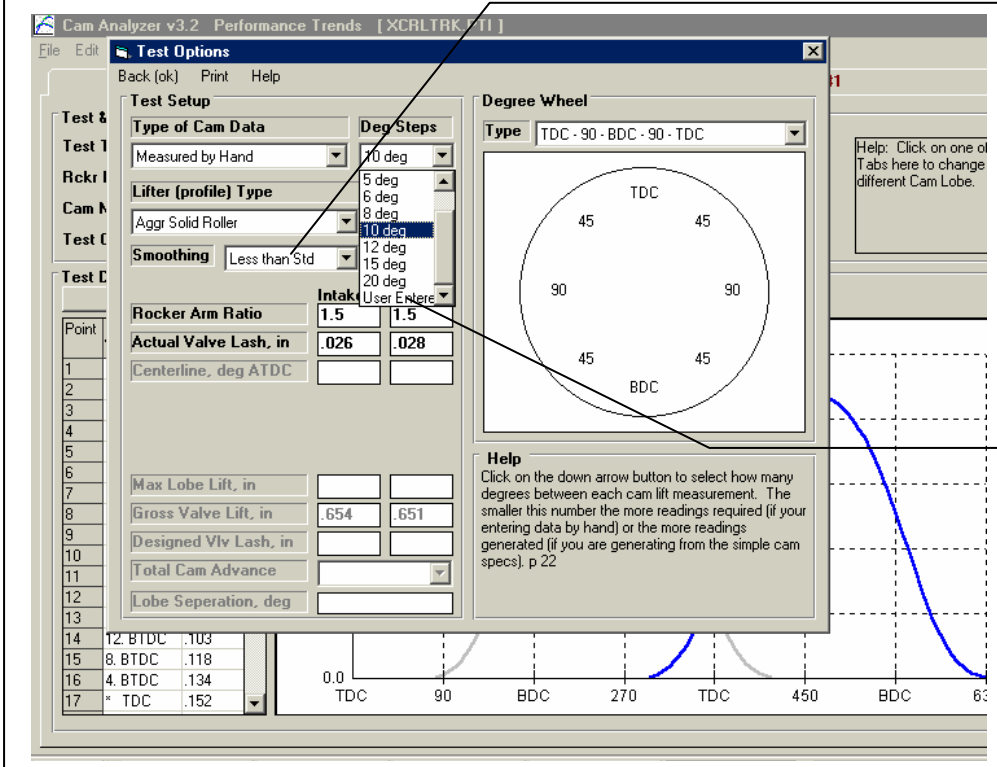 Cam Analyzer v3.2 Performance Trends [ XCRLTRK.PTI ]
File Edit
Test Options
Back (ok) Print Help
Test Setup
Type of Cam Data
Deg Steps
Measured by Hand
10 deg
5 deg
6 deg
8 deg
10 deg
12 deg
15 deg
20 deg
User Entere
Lifter (profile) Type
Aggr Solid Roller
Smoothing
Less than Std
Intake
Rocker Arm Ratio 1.5 1.5
Actual Valve Lash, in .026 .028
Centerline, deg ATDC
Max Lobe Lift, in
Gross Valve Lift, in .654 .651
Designed Vlv Lash, in
Total Cam Advance
Lobe Seperation, deg
Degree Wheel
Type TDC - 90 - BDC - 90 - TDC
TDC
45 45
90 90
45 45
BDC
Help
Click on the down arrow button to select how many
degrees between each cam lift measurement. The
smaller this number the more readings required (if your
entering data by hand) or the more readings
generated (if you are generating from the simple cam
specs). p 22
Test &
Test
Rckr
Cam
Test
Test
Help: Click on one of
Tabs here to change
different Cam Lobe.
Point
1
2
3
4
5
6
7
8
9
10
11
12
13
14 12. BTDC .103
15 8. BTDC .118
16 4. BTDC .134
17 * TDC .152
0.0
TDC 90 BDC 270 TDC 450 BDC 63